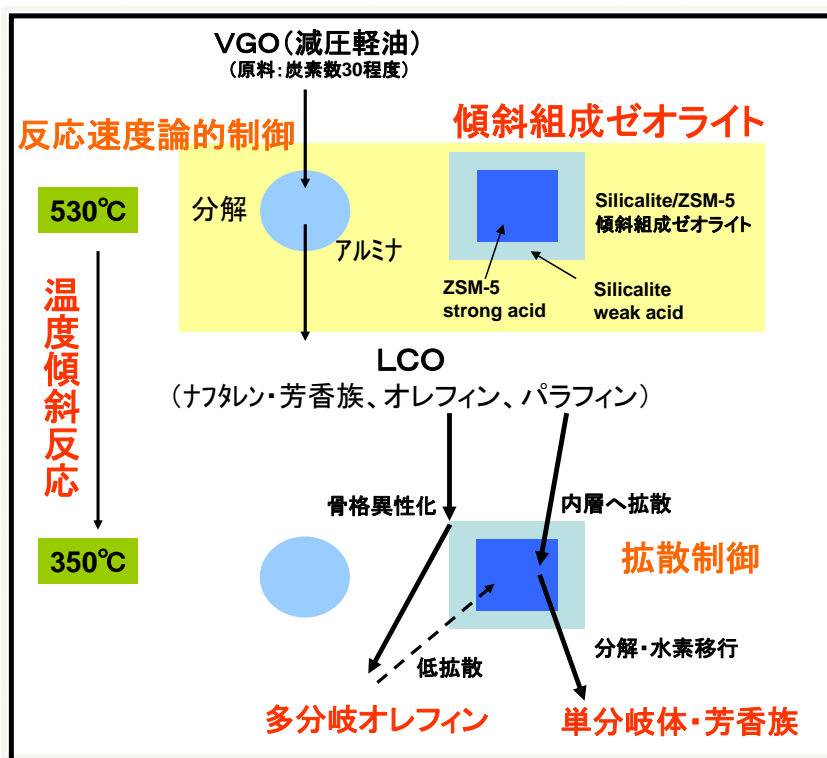 VGO(減圧軽油)
(原料:炭素数30程度)
反応速度論的制御
傾斜組成ゼオライト
530℃
分解
アルミナ
Silicalite/ZSM-5
傾斜組成ゼオライト
ZSM-5
strong acid
Silicalite
weak acid
温度傾斜反応
LCO
(ナフタレン・芳香族、オレフィン、パラフィン)
骨格異性化
内層へ拡散
350℃
拡散制御
分解・水素移行
低拡散
多分岐オレフィン
単分岐体・芳香族